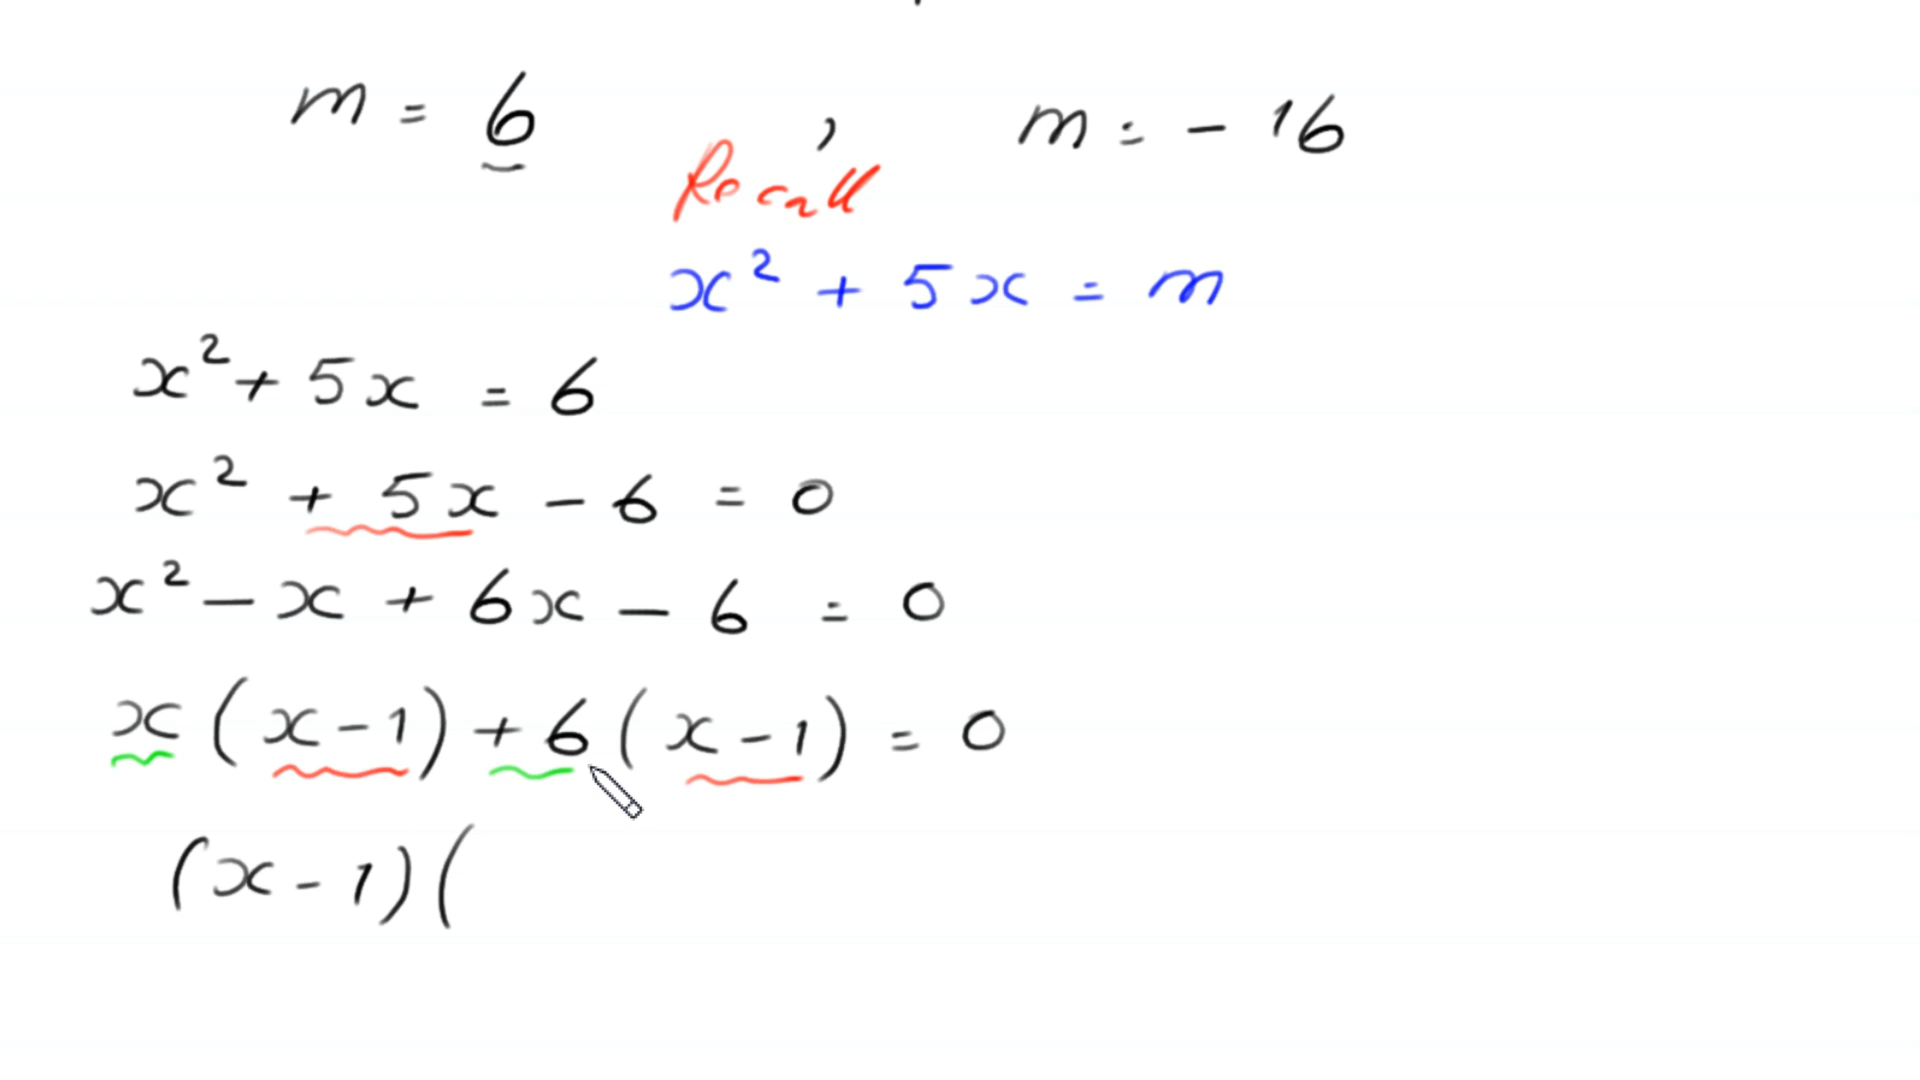 m = 6 , m = - 16
Recall
x² + 5x = m
x² + 5x = 6
x² + 5x - 6 = 0
x² - x + 6x - 6 = 0
x(x-1) + 6(x-1) = 0
(x-1)(